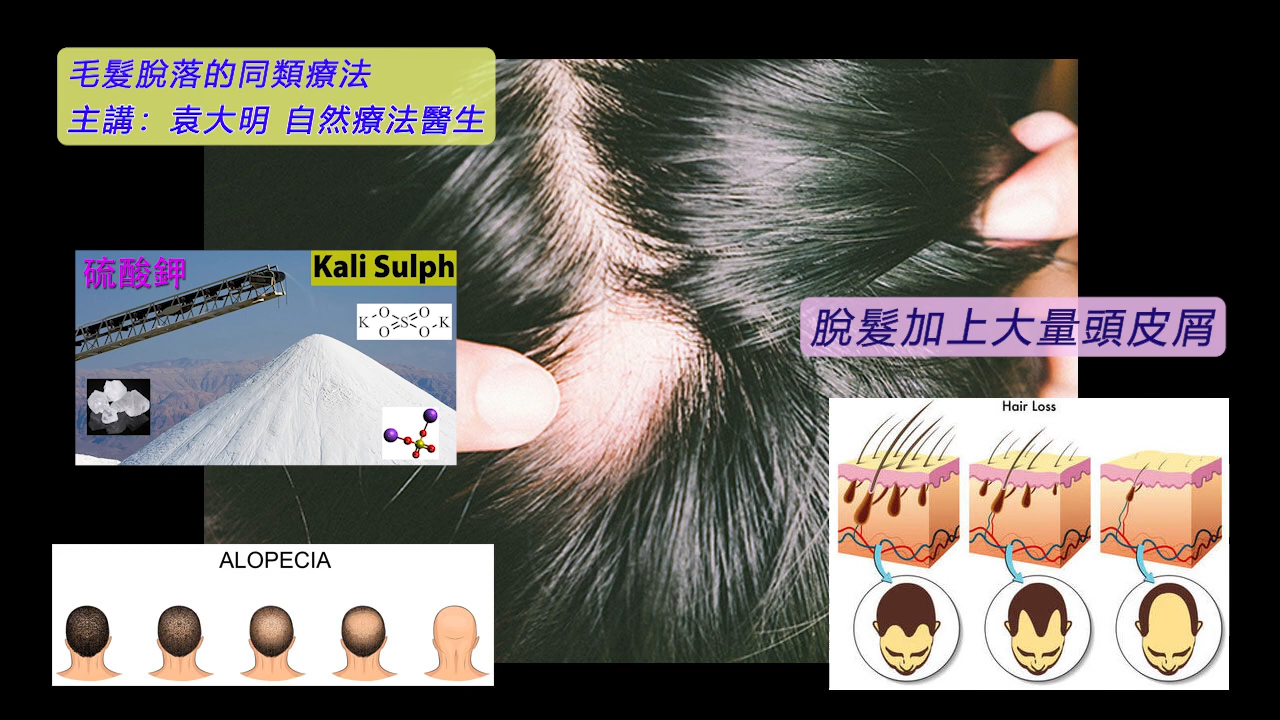 毛髮脫落的同類療法
主講：袁大明 自然療法醫生
硫酸鉀
Kali Sulph
K O O K
S
O O
脫髮加上大量頭皮屑
Hair Loss
ALOPECIA